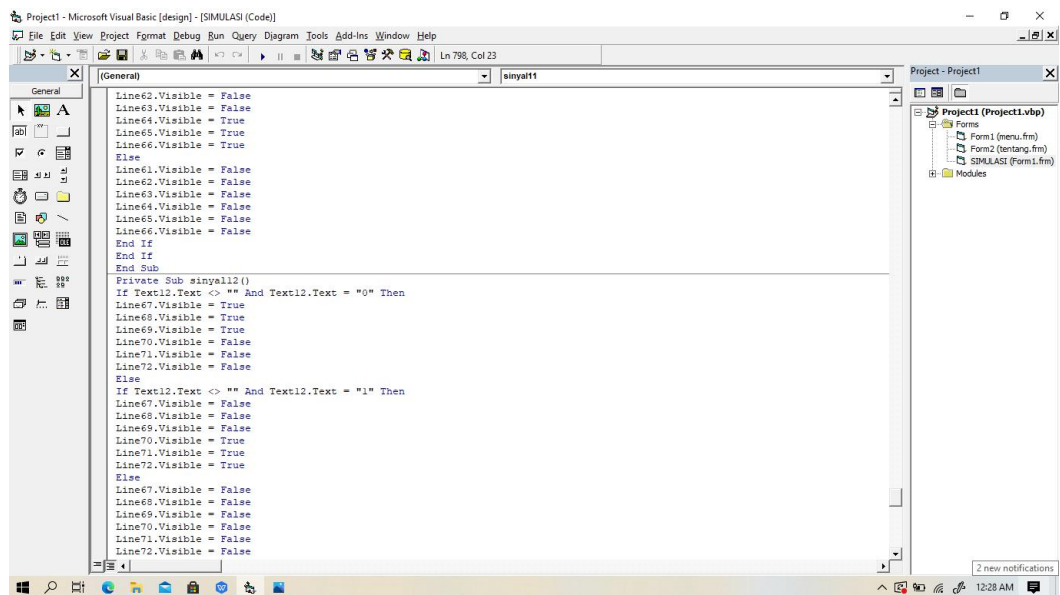 Project1 - Microsoft Visual Basic [design] - [SIMULASI (Code)]
File Edit View Project Format Debug Run Query Diagram Tools Add-Ins Window Help
Ln 798, Col 23
General
(General)
sinyal11
Line62.Visible = False
Line63.Visible = False
Line64.Visible = True
Line65.Visible = True
Line66.Visible = True
Else
Line61.Visible = False
Line62.Visible = False
Line63.Visible = False
Line64.Visible = False
Line65.Visible = False
Line66.Visible = False
End If
End If
End Sub
Private Sub sinyal12()
If Text12.Text <> "" And Text12.Text = "0" Then
Line67.Visible = True
Line68.Visible = True
Line69.Visible = True
Line70.Visible = False
Line71.Visible = False
Line72.Visible = False
Else
If Text12.Text <> "" And Text12.Text = "1" Then
Line67.Visible = False
Line68.Visible = False
Line69.Visible = False
Line70.Visible = True
Line71.Visible = True
Line72.Visible = True
Else
Line67.Visible = False
Line68.Visible = False
Line69.Visible = False
Line70.Visible = False
Line71.Visible = False
Line72.Visible = False
Project - Project1
Project1 (Project1.vbp)
Forms
Form1 (menu.frm)
Form2 (tentang.frm)
SIMULASI (Form1.frm)
Modules
2 new notifications
12:28 AM